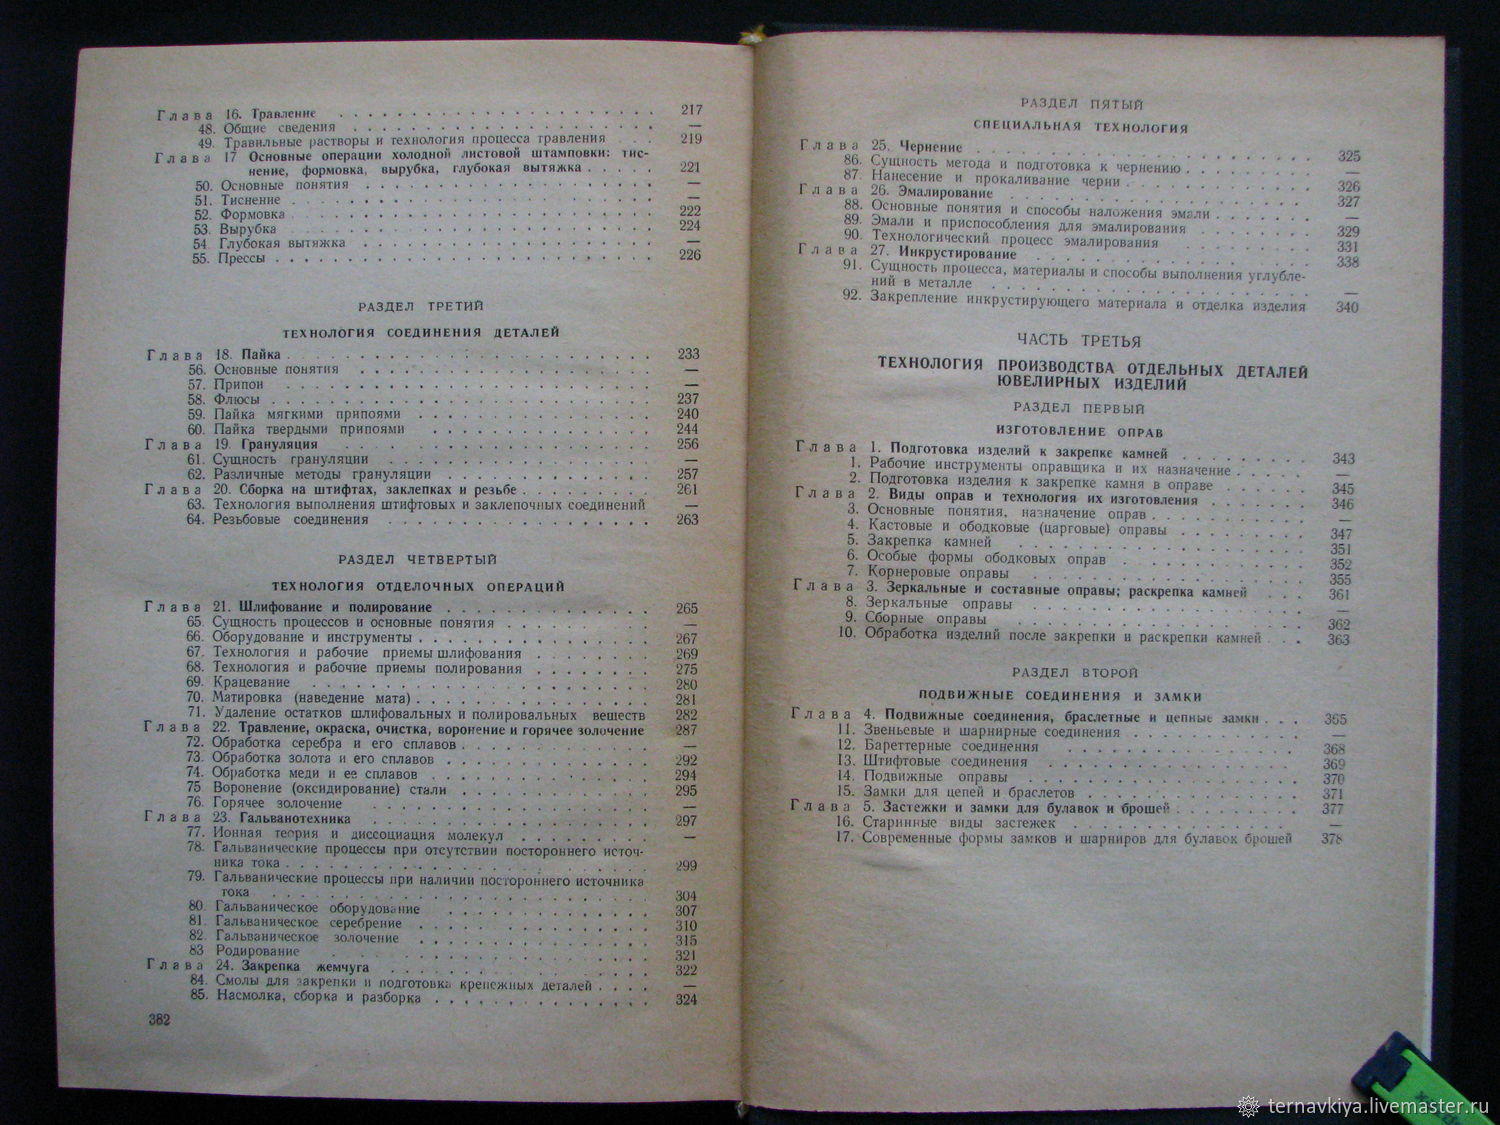 Глава 16. Травление 217
48. Общие сведения —
49. Травильные растворы и технология процесса травления 219
Глава 17 Основные операции холодной листовой штамповки: тис-
нение, формовка, вырубка, глубокая вытяжка 221
50. Основные понятия —
51. Тиснение —
52. Формовка 222
53. Вырубка 224
54. Глубокая вытяжка —
55. Прессы 226
РАЗДЕЛ ТРЕТИЙ
ТЕХНОЛОГИЯ СОЕДИНЕНИЯ ДЕТАЛЕЙ
Глава 18. Пайка 233
56. Основные понятия —
57. Припои —
58. Флюсы 237
59. Пайка мягкими припоями 240
60. Пайка твердыми припоями 244
Глава 19. Грануляция 256
61. Сущность грануляции —
62. Различные методы грануляции 257
Глава 20. Сборка на штифтах, заклепках и резьбе 261
63. Технология выполнения штифтовых и заклепочных соединений —
64. Резьбовые соединения 263
РАЗДЕЛ ЧЕТВЕРТЫЙ
ТЕХНОЛОГИЯ ОТДЕЛОЧНЫХ ОПЕРАЦИЙ
Глава 21. Шлифование и полирование 265
65. Сущность процессов и основные понятия —
66. Оборудование и инструменты 267
67. Технология и рабочие приемы шлифования 269
68. Технология и рабочие приемы полирования 275
69. Крацевание 280
70. Матировка (наведение мата) 281
71. Удаление остатков шлифовальных и полировальных веществ 282
Глава 22. Травление, окраска, очистка, воронение и горячее золочение 287
72. Обработка серебра и его сплавов —
73. Обработка золота и его сплавов 292
74. Обработка меди и ее сплавов 294
75 Воронение (оксидирование) стали 295
76. Горячее золочение —
Глава 23. Гальванотехника 297
77. Ионная теория и диссоциация молекул —
78. Гальванические процессы при отсутствии постороннего источ-
ника тока 299
79. Гальванические процессы при наличии постороннего источника
тока 304
80. Гальваническое оборудование 307
81. Гальваническое серебрение 310
82. Гальваническое золочение 315
83 Родирование 321
Глава 24. Закрепка жемчуга 322
84. Смолы для закрепки и подготовка крепежных деталей —
85. Насмолка, сборка и разборка 324
382
РАЗДЕЛ ПЯТЫЙ
СПЕЦИАЛЬНАЯ ТЕХНОЛОГИЯ
Глава 25. Чернение 325
86. Сущность метода и подготовка к чернению —
87. Нанесение и прокаливание черни 326
Глава 26. Эмалирование 327
88. Основные понятия и способы наложения эмали —
89. Эмали и приспособления для эмалирования 329
90. Технологический процесс эмалирования 331
Глава 27. Инкрустирование 338
91. Сущность процесса, материалы и способы выполнения углубле-
ний в металле —
92. Закрепление инкрустирующего материала и отделка изделия 340
ЧАСТЬ ТРЕТЬЯ
ТЕХНОЛОГИЯ ПРОИЗВОДСТВА ОТДЕЛЬНЫХ ДЕТАЛЕЙ
ЮВЕЛИРНЫХ ИЗДЕЛИЙ
РАЗДЕЛ ПЕРВЫЙ
ИЗГОТОВЛЕНИЕ ОПРАВ
Глава 1. Подготовка изделий к закрепке камней 343
1. Рабочие инструменты оправщика и их назначение —
2. Подготовка изделия к закрепке камня в оправе 345
Глава 2. Виды оправ и технология их изготовления 346
3. Основные понятия, назначение оправ —
4. Кастовые и ободковые (царговые) оправы 347
5. Закрепка камней 351
6. Особые формы ободковых оправ 352
7. Корнеровые оправы 355
Глава 3. Зеркальные и составные оправы; раскрепка камней 361
8. Зеркальные оправы —
9. Сборные оправы 362
10. Обработка изделий после закрепки и раскрепки камней 363
РАЗДЕЛ ВТОРОЙ
ПОДВИЖНЫЕ СОЕДИНЕНИЯ И ЗАМКИ
Глава 4. Подвижные соединения, браслетные и цепные замки 365
11. Звеньевые и шарнирные соединения —
12. Бареттерные соединения 368
13. Штифтовые соединения 369
14. Подвижные оправы 370
15. Замки для цепей и браслетов 371
Глава 5. Застежки и замки для булавок и брошей 377
16. Старинные виды застежек —
17. Современные формы замков и шарниров для булавок брошей 378
ternavkiya.livemaster.ru